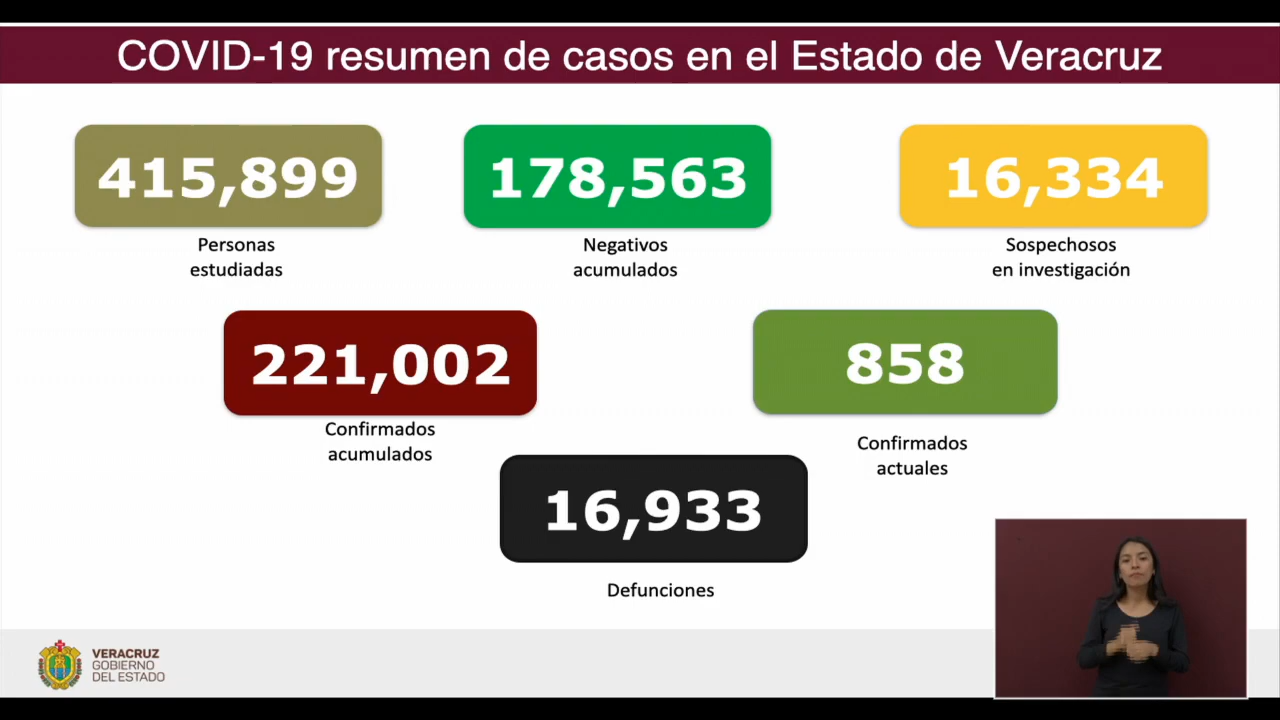 COVID-19 resumen de casos en el Estado de Veracruz
415,899
Personas
estudiadas
178,563
Negativos
acumulados
16,334
Sospechosos
en investigación
221,002
Confirmados
acumulados
858
Confirmados
actuales
16,933
Defunciones
VERACRUZ
GOBIERNO
DEL ESTADO